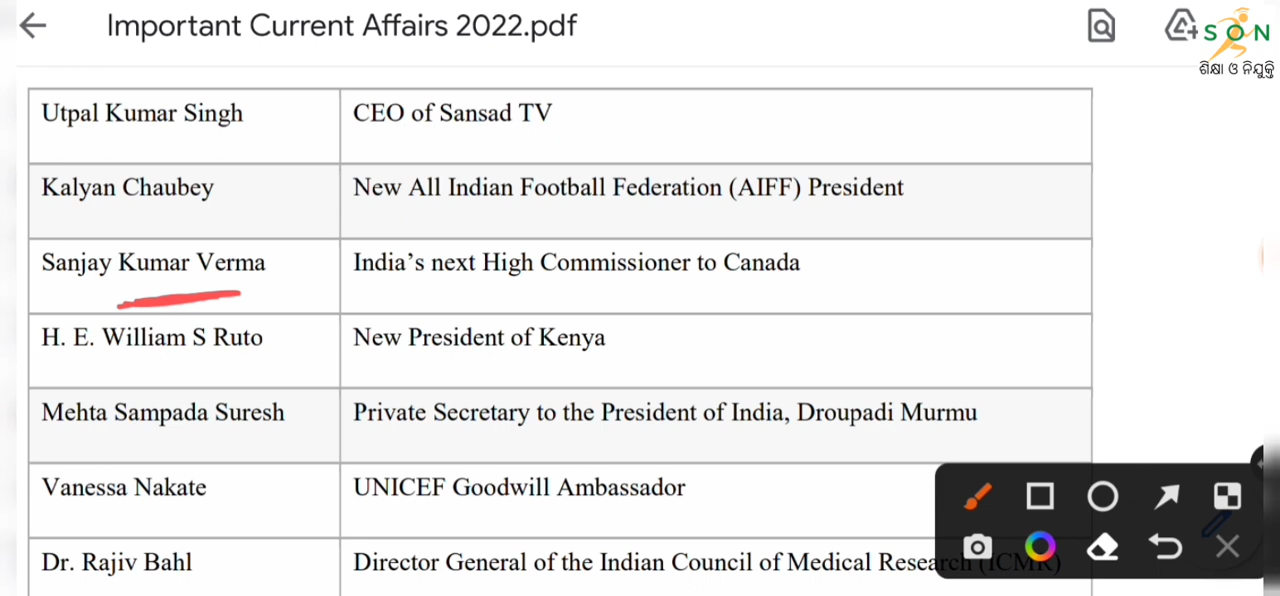 Important Current Affairs 2022.pdf
SON
ଶିକ୍ଷା ଓ ନିଯୁକ୍ତି
Utpal Kumar Singh CEO of Sansad TV
Kalyan Chaubey New All Indian Football Federation (AIFF) President
Sanjay Kumar Verma India’s next High Commissioner to Canada
H. E. William S Ruto New President of Kenya
Mehta Sampada Suresh Private Secretary to the President of India, Droupadi Murmu
Vanessa Nakate UNICEF Goodwill Ambassador
Dr. Rajiv Bahl Director General of the Indian Council of Medical Research (ICMR)